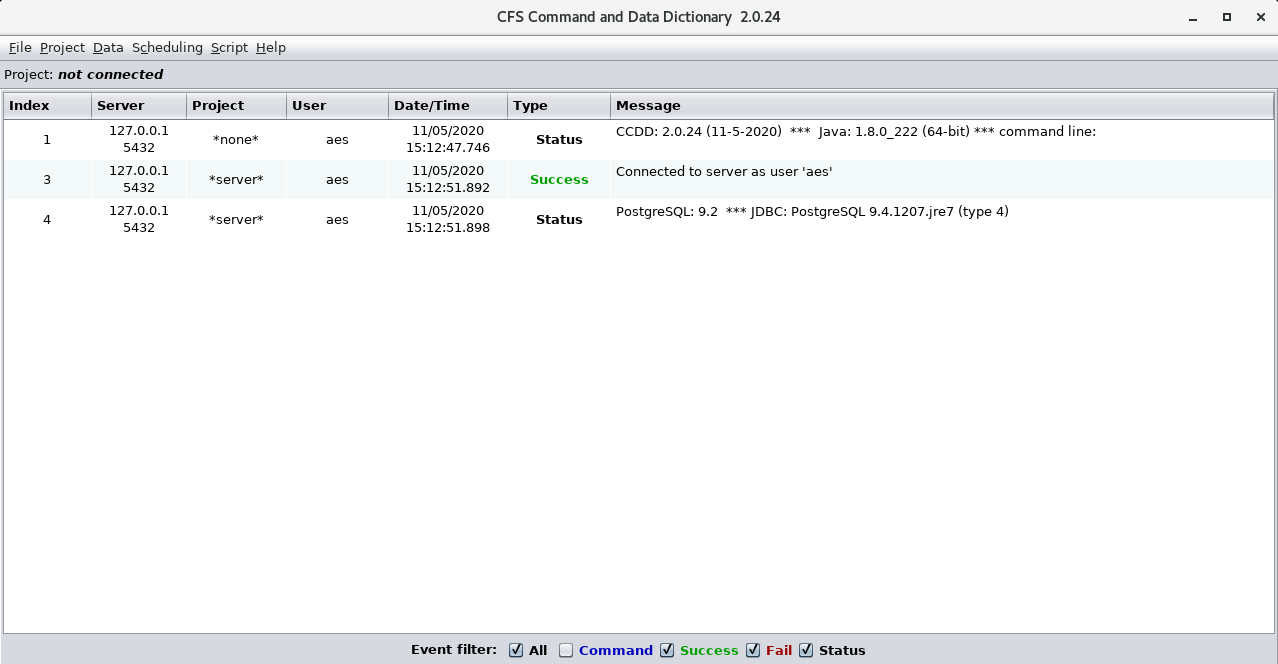 CFS Command and Data Dictionary  2.0.24
File Project Data Scheduling Script Help
Project: not connected
Index Server Project User Date/Time Type Message
127.0.0.1 11/05/2020 CCDD: 2.0.24 (11-5-2020)  ***  Java: 1.8.0_222 (64-bit) *** command line:
1 *none* aes Status
5432 15:12:47.746
127.0.0.1 11/05/2020 Connected to server as user 'aes'
3 *server* aes Success
5432 15:12:51.892
127.0.0.1 11/05/2020 PostgreSQL: 9.2  *** JDBC: PostgreSQL 9.4.1207.jre7 (type 4)
4 *server* aes Status
5432 15:12:51.898
Event filter: All Command Success Fail Status